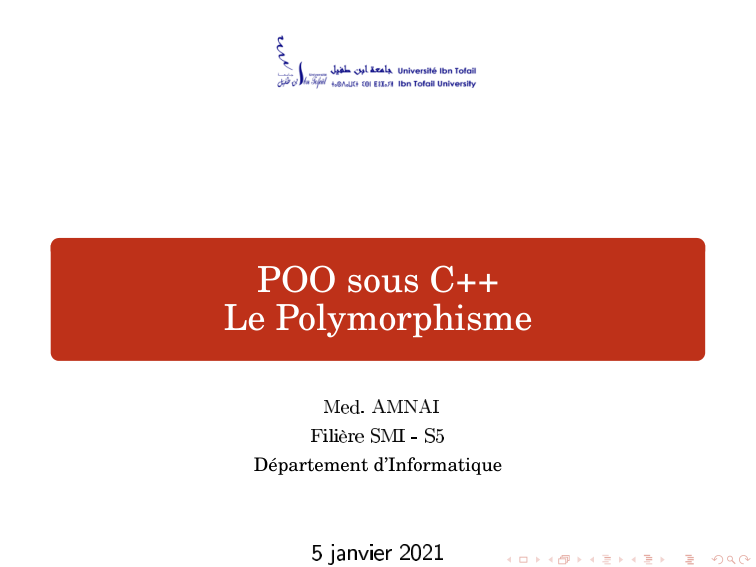 جامعة ابن طفيل Université Ibn Tofail
Ibn Tofail University
POO sous C++
Le Polymorphisme
Med. AMNAI
Filière SMI - S5
Département d'Informatique
5 janvier 2021